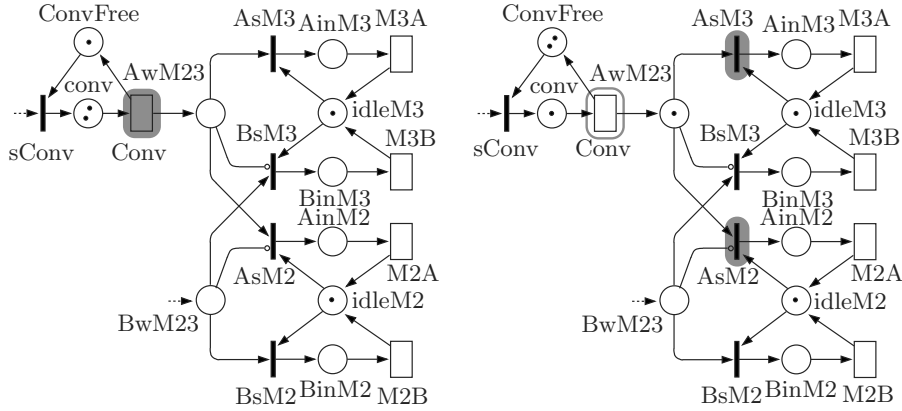 ConvFree
AsM3
AinM3
M3A
AwM23
conv
idleM3
sConv
Conv
BsM3
M3B
BinM3
AinM2
AsM2
M2A
idleM2
BwM23
BsM2
BinM2
M2B
ConvFree
AsM3
AinM3
M3A
AwM23
conv
idleM3
sConv
Conv
BsM3
M3B
BinM3
AinM2
AsM2
M2A
idleM2
BwM23
BsM2
BinM2
M2B